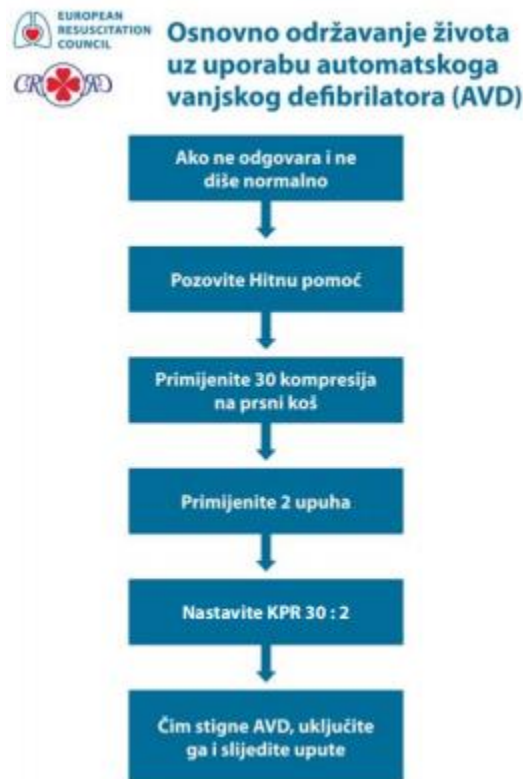 EUROPEAN
RESUSCITATION
COUNCIL
Osnovno održavanje života
uz uporabu automatskoga
vanjskog defibrilatora (AVD)
Ako ne odgovara i ne
diše normalno
Pozovite Hitnu pomoć
Primijenite 30 kompresija
na prsni koš
Primijenite 2 upuha
Nastavite KPR 30 : 2
Čim stigne AVD, uključite
ga i slijedite upute